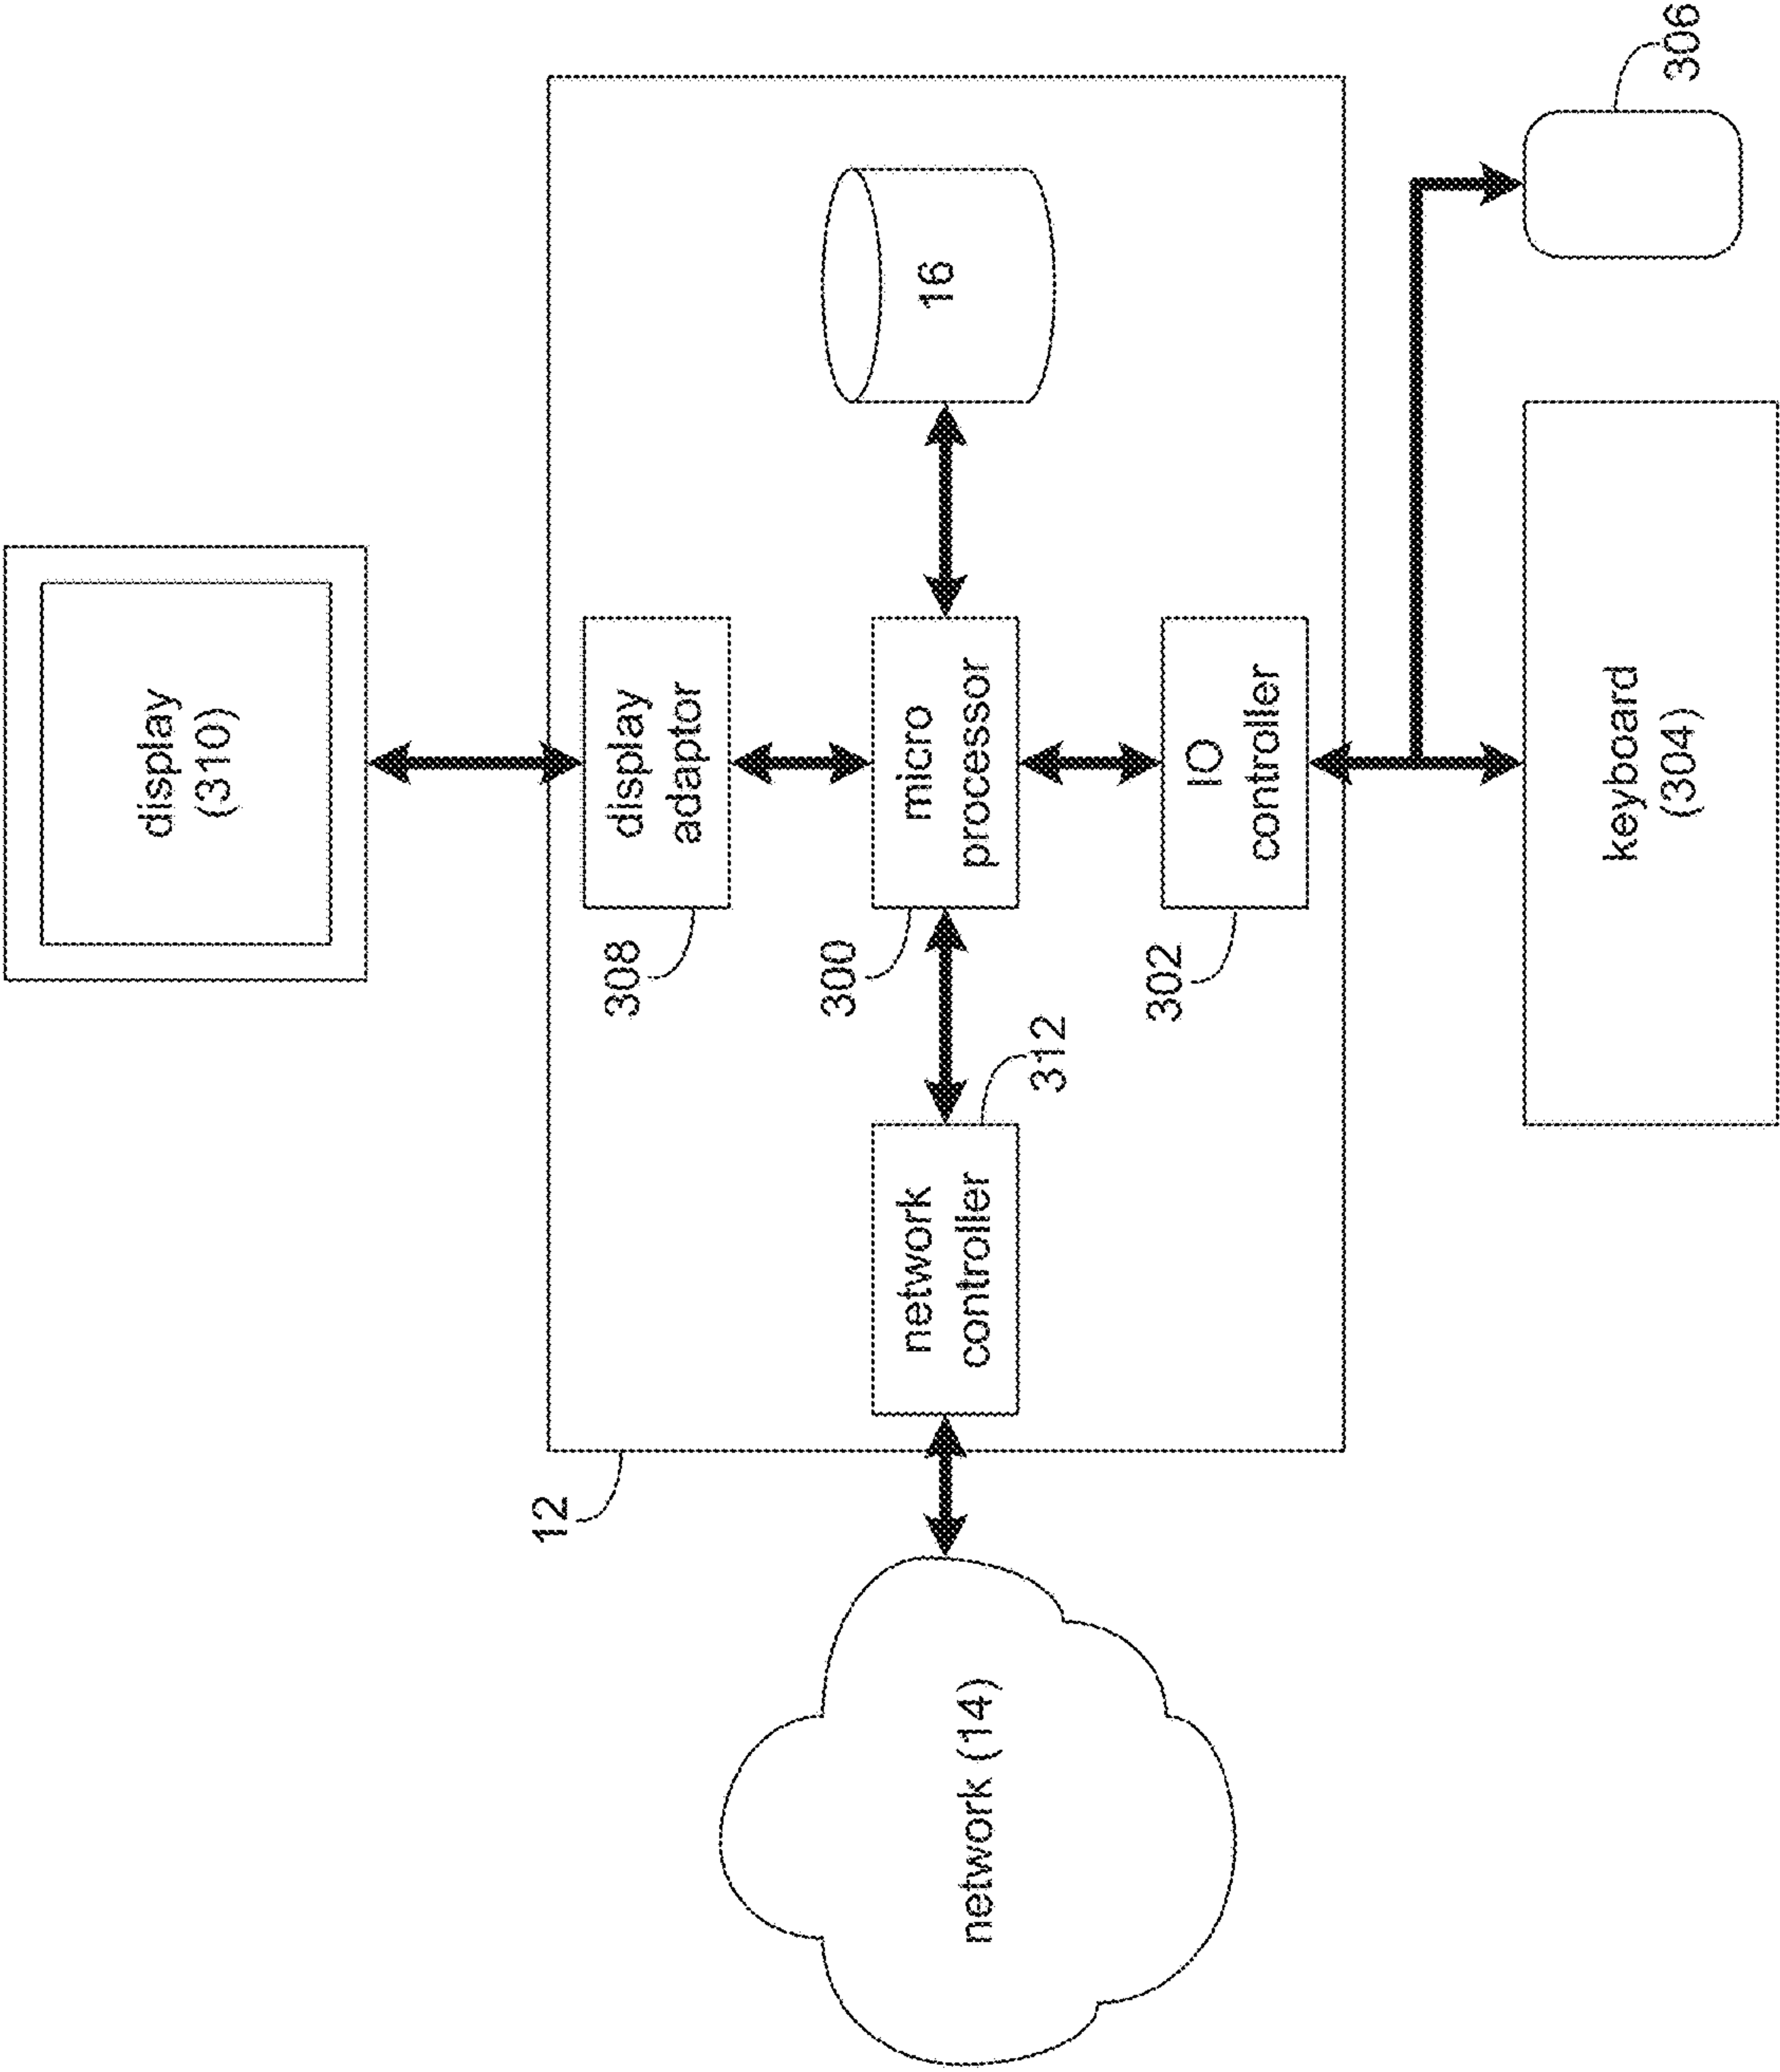 display
(310)
display
adaptor
308
micro
processor
300
16
IO
controller
302
network
controller
312
12
network (14)
keyboard
(304)
306